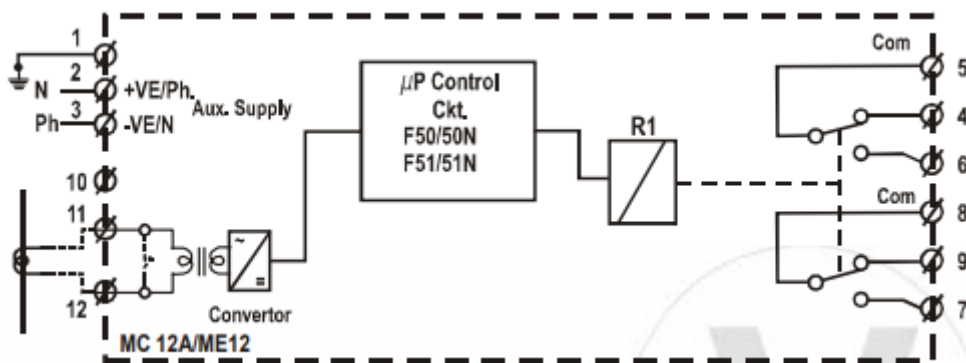 1
2
N
+VE/Ph.
Aux. Supply
3
Ph
-VE/N
10
11
12
~
=
Convertor
MC 12A/ME12
µP Control
Ckt.
F50/50N
F51/51N
R1
Com
5
4
6
Com
8
9
7